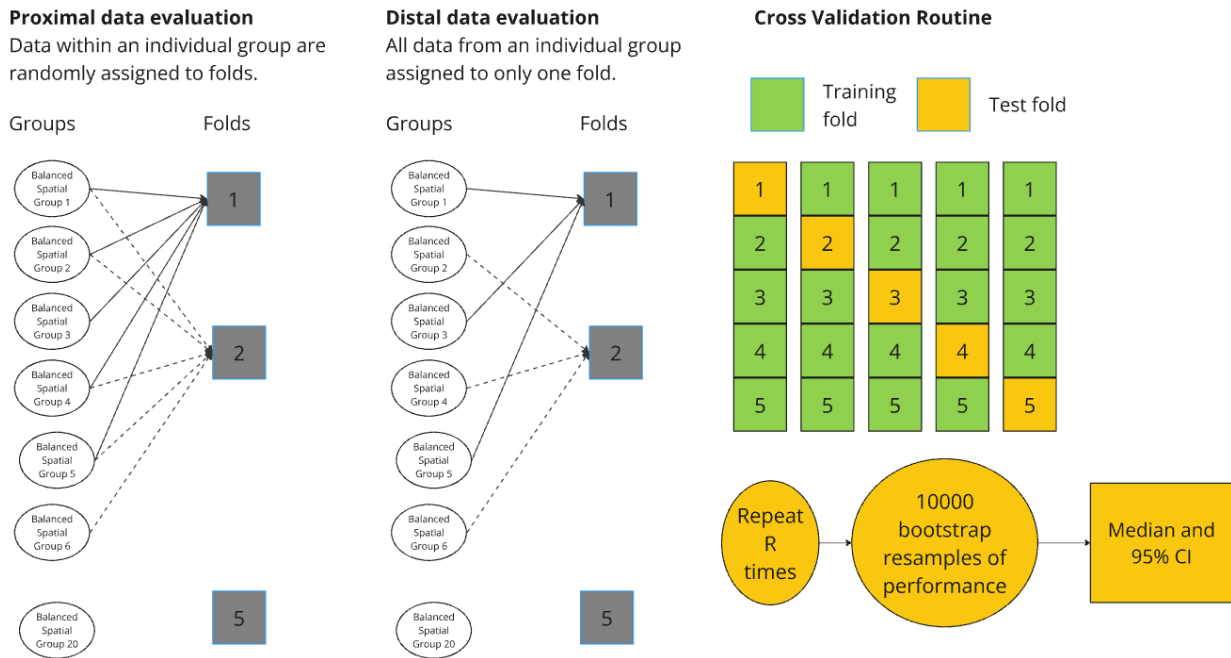 Proximal data evaluation
Data within an individual group are
randomly assigned to folds.
Groups
Folds
Balanced
Spatial
Group 1
Balanced
Spatial
Group 2
Balanced
Spatial
Group 3
Balanced
Spatial
Group 4
Balanced
Spatial
Group 5
Balanced
Spatial
Group 6
Balanced
Spatial
Group 20
1
2
5
Distal data evaluation
All data from an individual group
assigned to only one fold.
Groups
Folds
Balanced
Spatial
Group 1
Balanced
Spatial
Group 2
Balanced
Spatial
Group 3
Balanced
Spatial
Group 4
Balanced
Spatial
Group 5
Balanced
Spatial
Group 6
Balanced
Spatial
Group 20
1
2
5
Cross Validation Routine
Training
fold
Test fold
1 1 1 1 1
2 2 2 2 2
3 3 3 3 3
4 4 4 4 4
5 5 5 5 5
Repeat
R
times
10000
bootstrap
resamples of
performance
Median and
95% CI